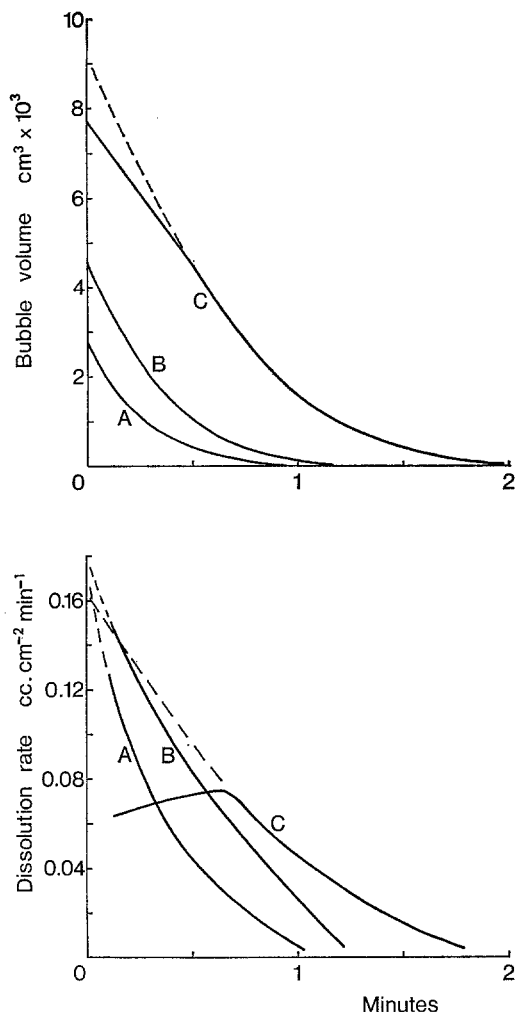 10
8
6
4
2
0
Bubble volume cm³ x 10³
C
B
A
1
2
0.16
0.12
0.08
0.04
0
Dissolution rate cc.cm⁻² min⁻¹
A
B
C
1
2
Minutes